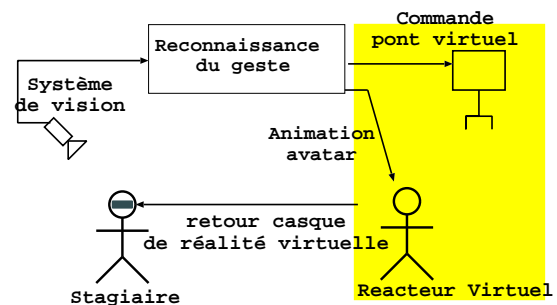 Commande
pont virtuel
Reconnaissance
du geste
Système
de vision
Animation
avatar
retour casque
de réalité virtuelle
Stagiaire
Reacteur Virtuel